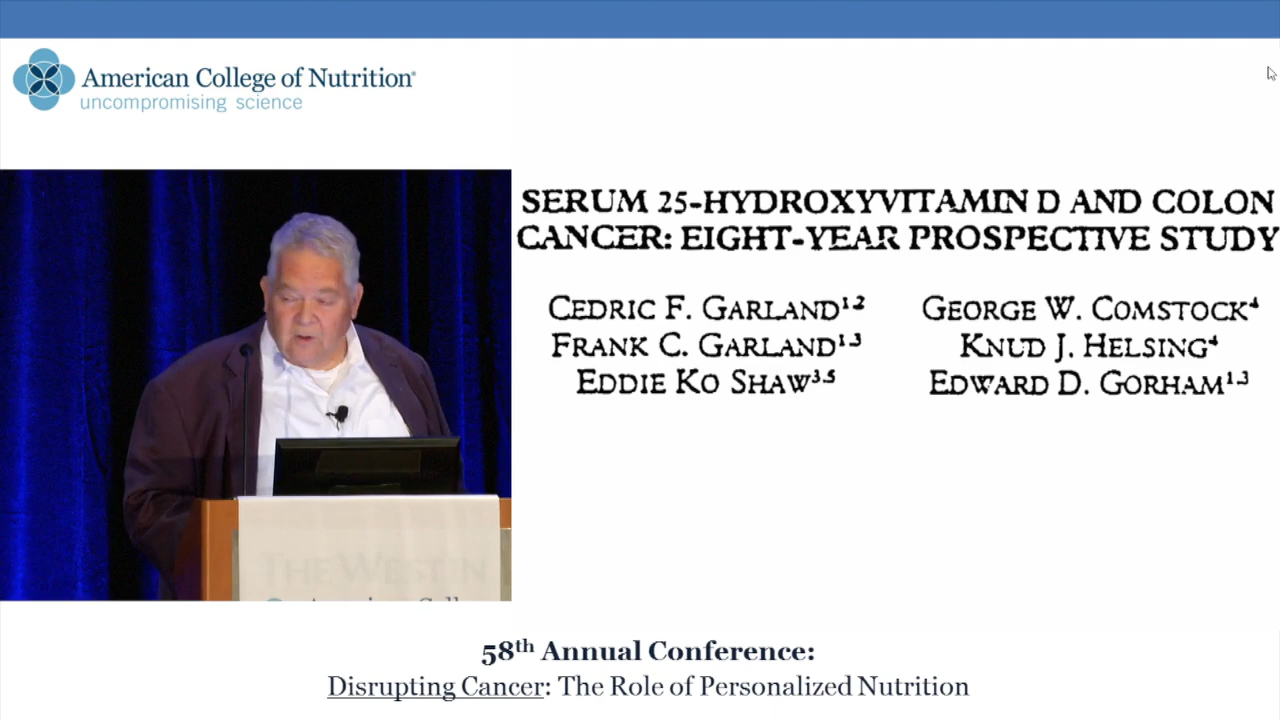 American College of Nutrition®
uncompromising science
SERUM 25-HYDROXYVITAMIN D AND COLON
CANCER: EIGHT-YEAR PROSPECTIVE STUDY
CEDRIC F. GARLAND¹·² GEORGE W. COMSTOCK⁴
FRANK C. GARLAND¹·³ KNUD J. HELSING⁴
EDDIE KO SHAW³·⁵ EDWARD D. GORHAM¹·³
THE WESTIN
58th Annual Conference:
Disrupting Cancer: The Role of Personalized Nutrition